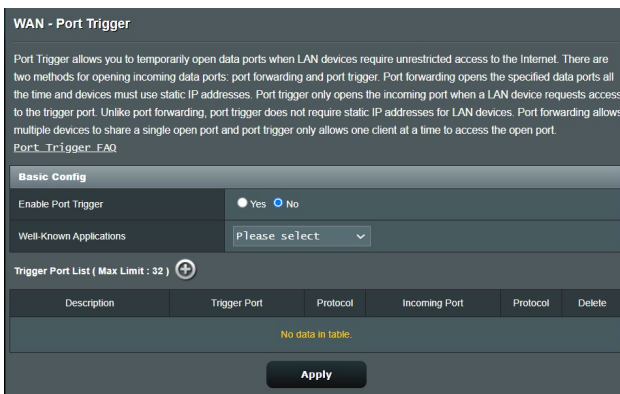 WAN - Port Trigger
Port Trigger allows you to temporarily open data ports when LAN devices require unrestricted access to the Internet. There are
two methods for opening incoming data ports: port forwarding and port trigger. Port forwarding opens the specified data ports all
the time and devices must use static IP addresses. Port trigger only opens the incoming port when a LAN device requests access
to the trigger port. Unlike port forwarding, port trigger does not require static IP addresses for LAN devices. Port forwarding allows
multiple devices to share a single open port and port trigger only allows one client at a time to access the open port.
Port Trigger FAQ
Basic Config
Enable Port Trigger Yes No
Well-Known Applications Please select
Trigger Port List ( Max Limit : 32 )
Description Trigger Port Protocol Incoming Port Protocol Delete
No data in table.
Apply